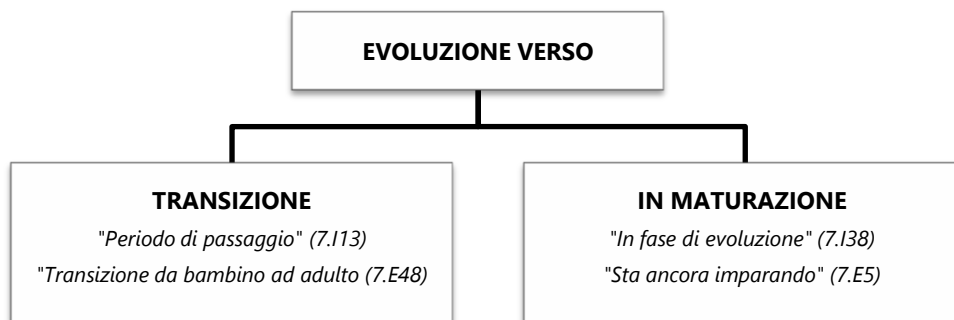 EVOLUZIONE VERSO
TRANSIZIONE
"Periodo di passaggio" (7.I13)
"Transizione da bambino ad adulto (7.E48)
IN MATURAZIONE
"In fase di evoluzione" (7.I38)
"Sta ancora imparando" (7.E5)